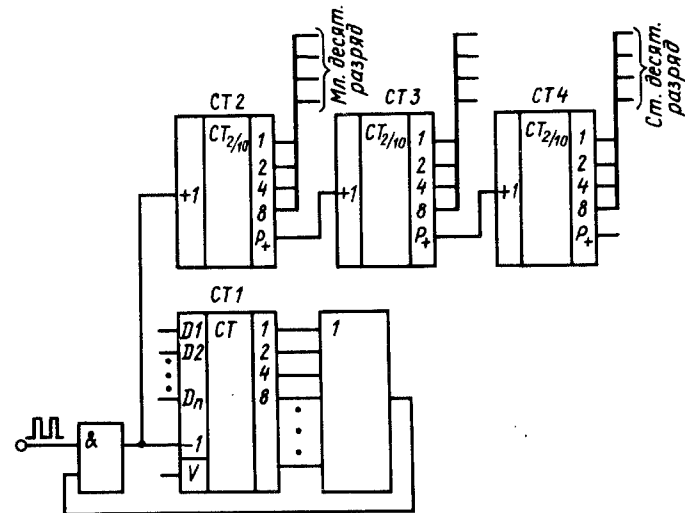 Мл. десят.
разряд
Ст. десят.
разряд
СТ2
СТ3
СТ4
+1
СТ2/10
1
2
4
8
P+
+1
СТ2/10
1
2
4
8
P+
+1
СТ2/10
1
2
4
8
P+
СТ1
D1
D2
Dn
-1
V
СТ
1
2
4
8
1
&